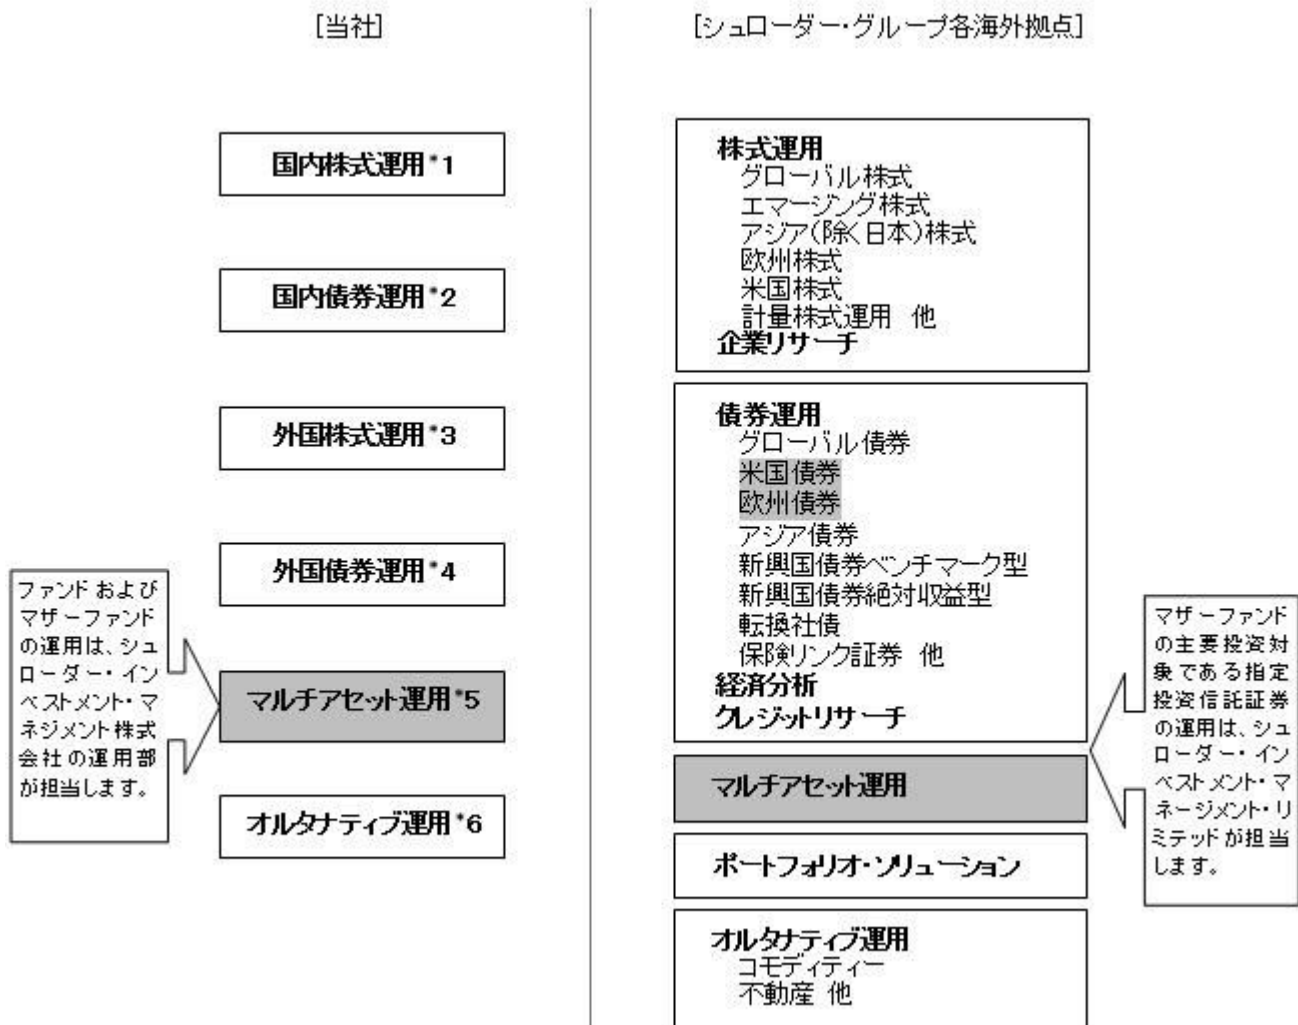 [当社]
国内株式運用*1
国内債券運用*2
外国株式運用*3
外国債券運用*4
マルチアセット運用*5
オルタナティブ運用*6
ファンドおよび
マザーファンド
の運用は、シュ
ローダー・イン
ベストメント・マ
ネジメント株式
会社の運用部
が担当します。
[シュローダー・グループ各海外拠点]
株式運用
グローバル株式
エマージング株式
アジア(除く日本)株式
欧州株式
米国株式
計量株式運用 他
企業リサーチ
債券運用
グローバル債券
米国債券
欧州債券
アジア債券
新興国債券ベンチマーク型
新興国債券絶対収益型
転換社債
保険リンク証券 他
経済分析
クレジットリサーチ
マルチアセット運用
ポートフォリオ・ソリューション
オルタナティブ運用
コモディティー
不動産 他
マザーファンド
の主要投資対
象である指定
投資信託証券
の運用は、シュ
ローダー・イン
ベストメント・マ
ネージメント・リ
ミテッドが担当
します。